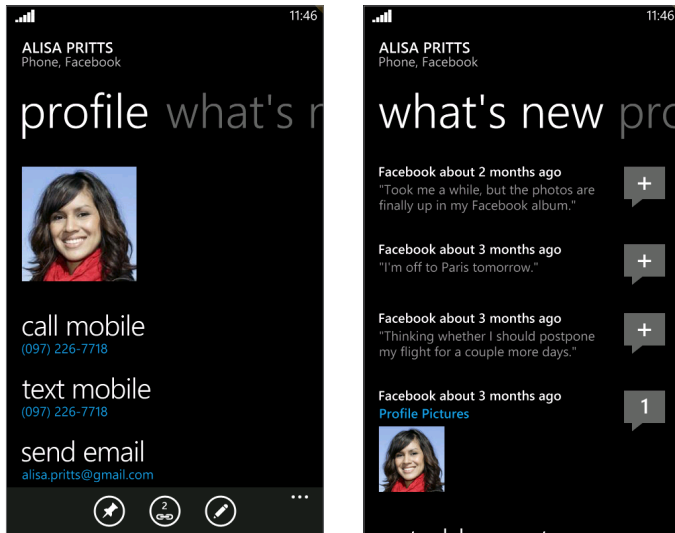 11:46
ALISA PRITTS
Phone, Facebook
profile what's
call mobile
(097) 226-7718
text mobile
(097) 226-7718
send email
alisa.pritts@gmail.com
2
11:46
ALISA PRITTS
Phone, Facebook
what's new
Facebook about 2 months ago
"Took me a while, but the photos are
finally up in my Facebook album."
+
Facebook about 3 months ago
"I'm off to Paris tomorrow."
+
Facebook about 3 months ago
"Thinking whether I should postpone
my flight for a couple more days."
+
Facebook about 3 months ago
Profile Pictures
1